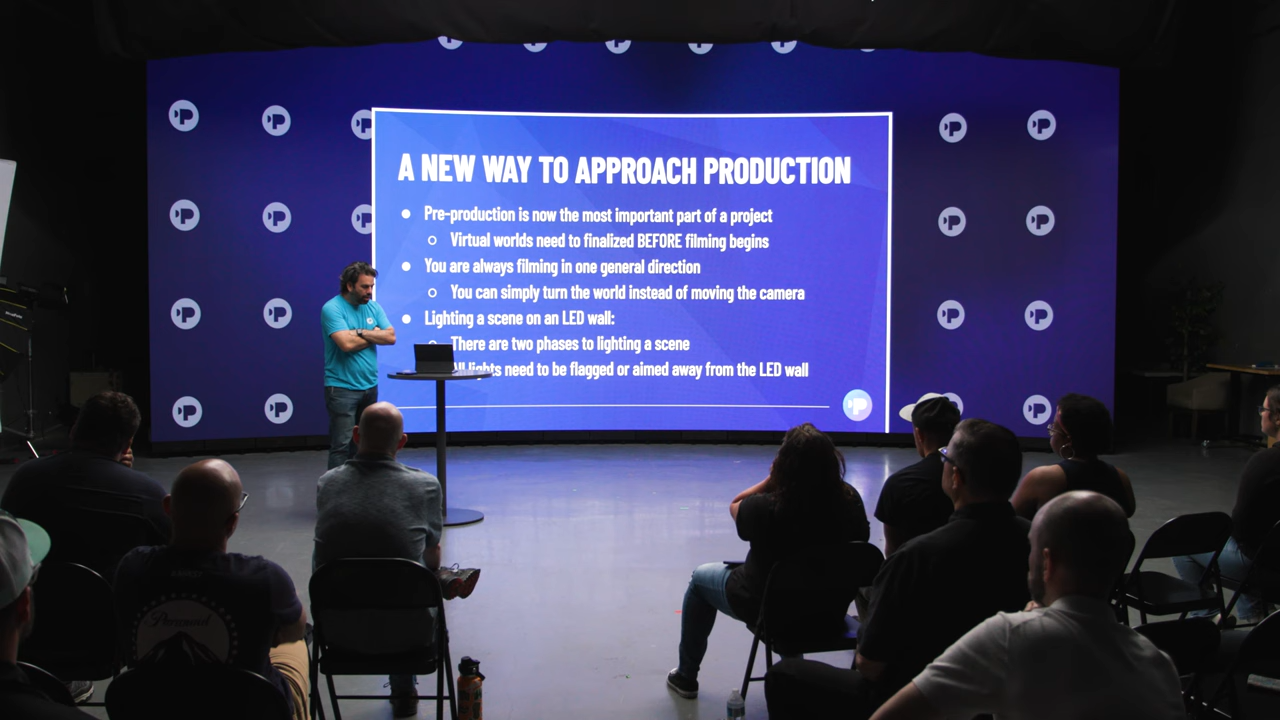 A NEW WAY TO APPROACH PRODUCTION
Pre-production is now the most important part of a project
Virtual worlds need to finalized BEFORE filming begins
You are always filming in one general direction
You can simply turn the world instead of moving the camera
Lighting a scene on an LED wall:
There are two phases to lighting a scene
lights need to be flagged or aimed away from the LED wall
Paramount